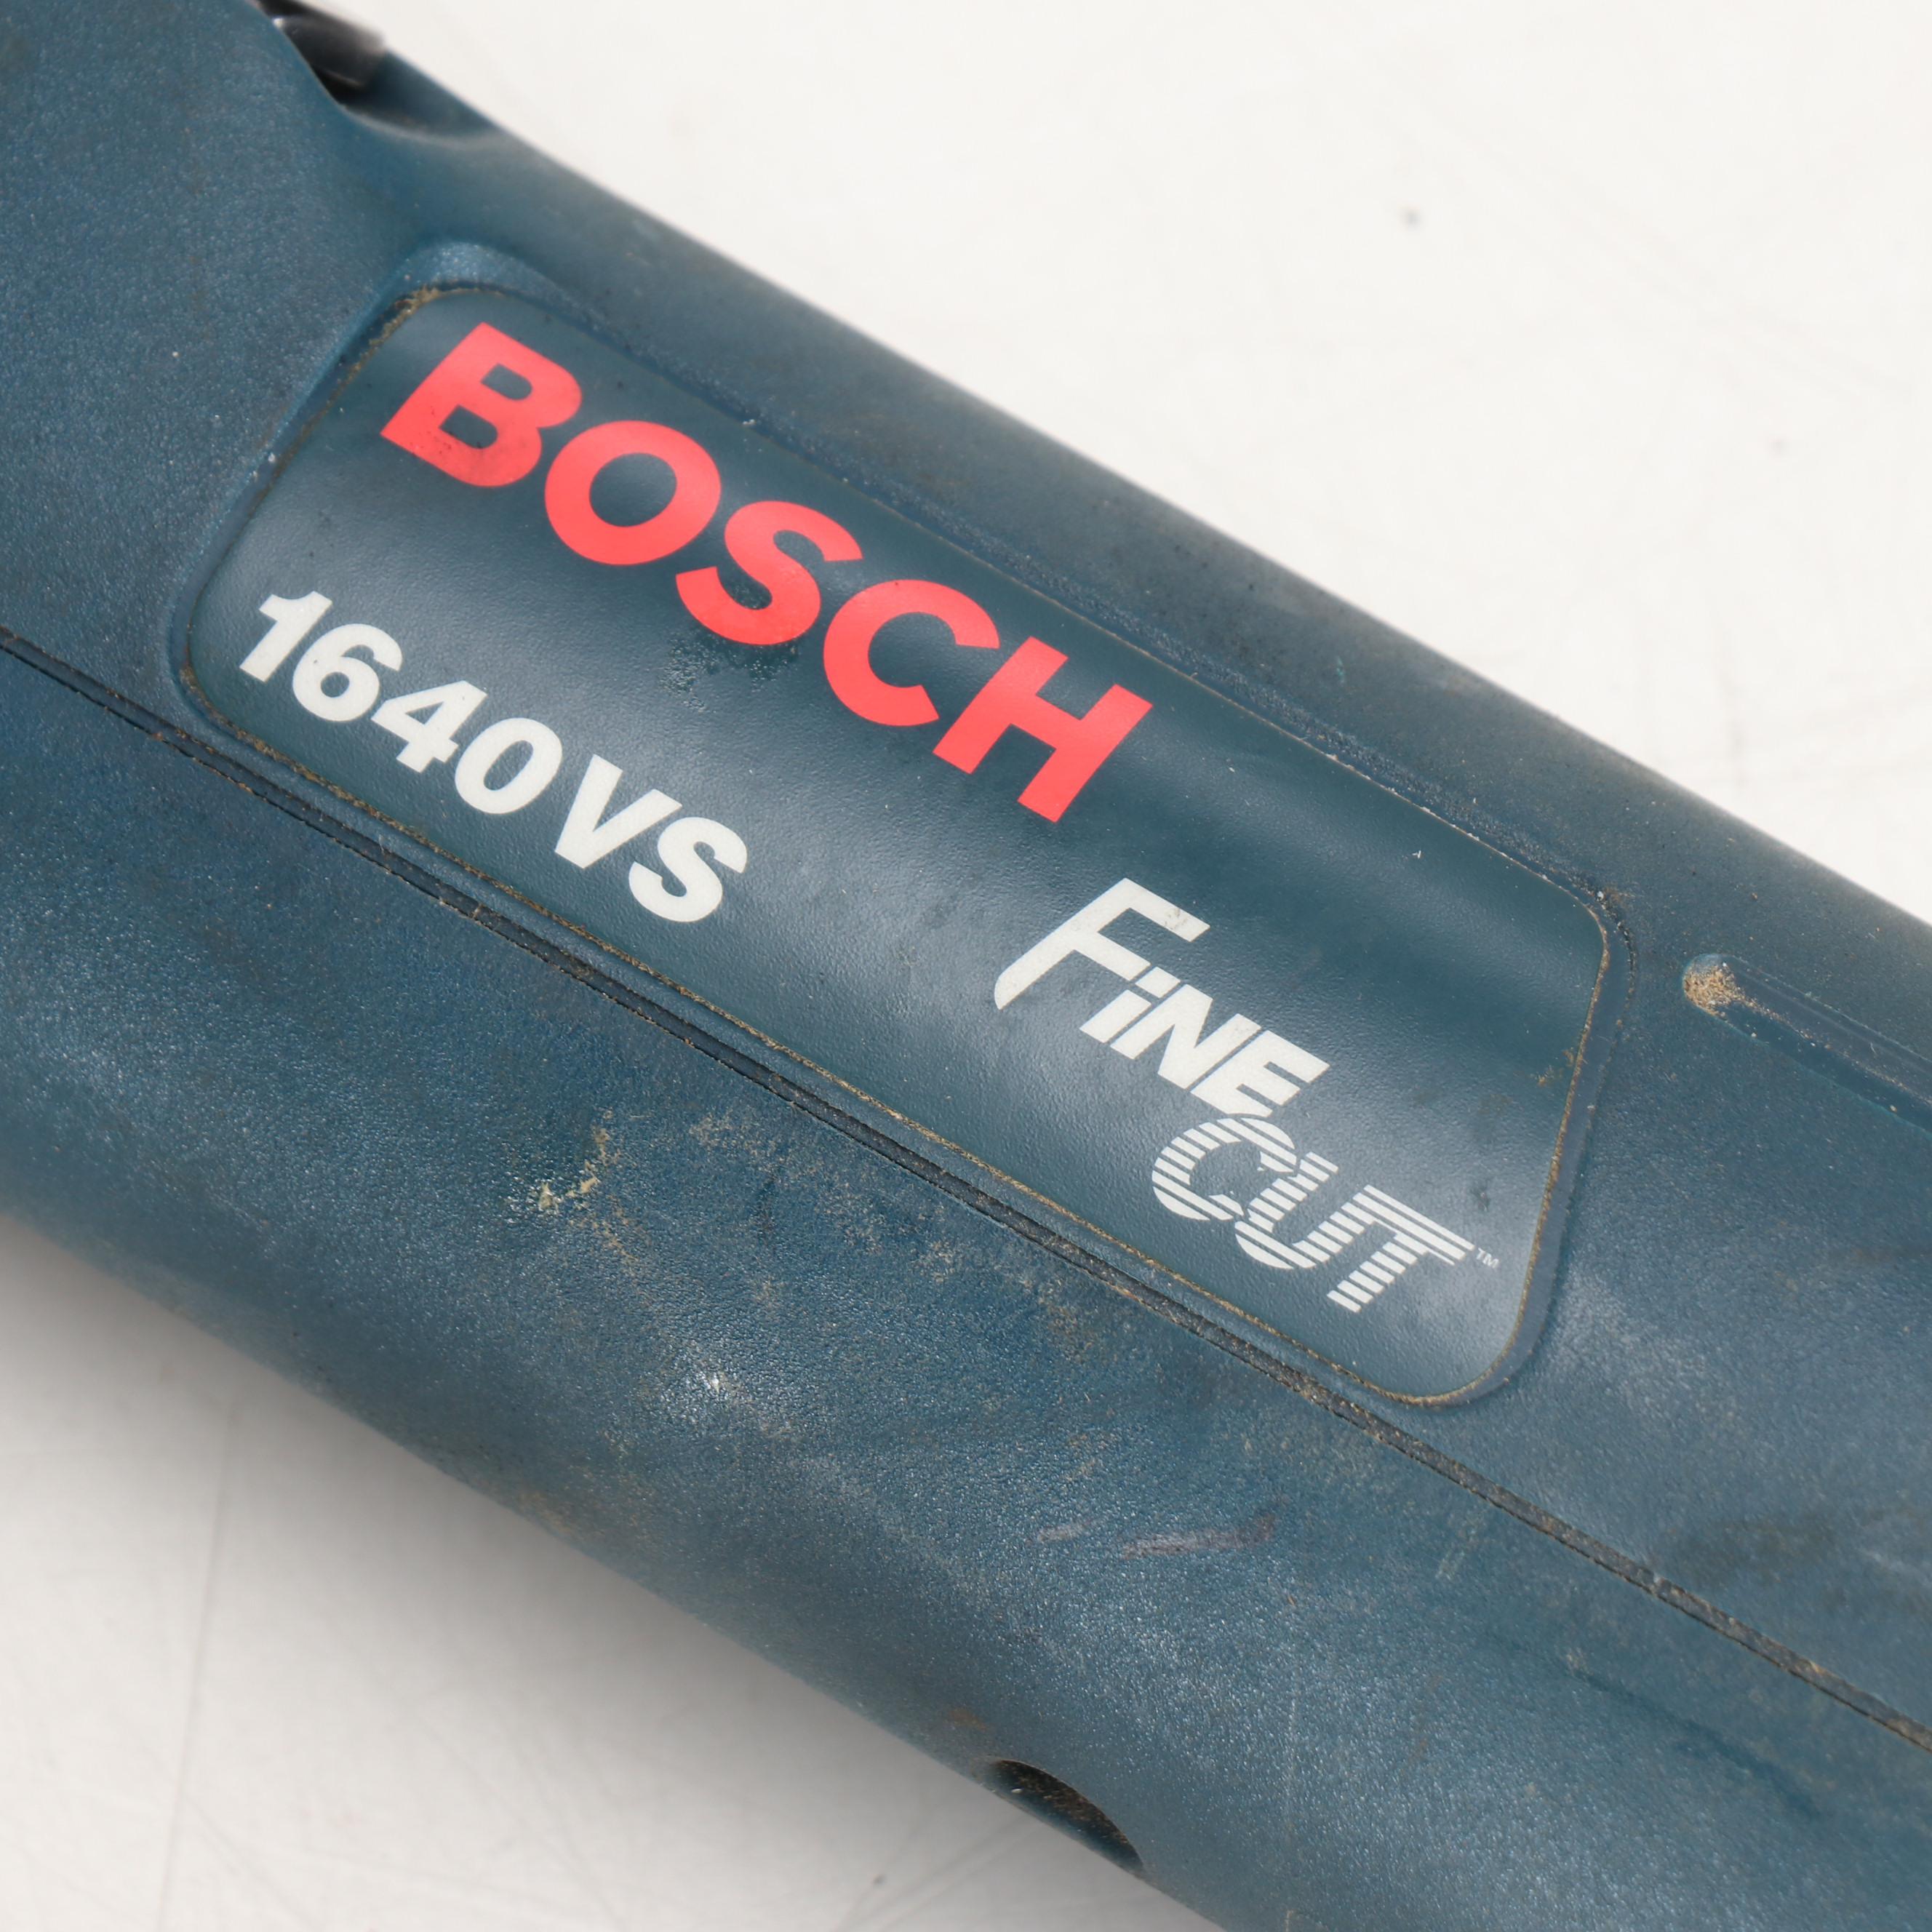 BOSCH
1640VS
FINE
CUT™